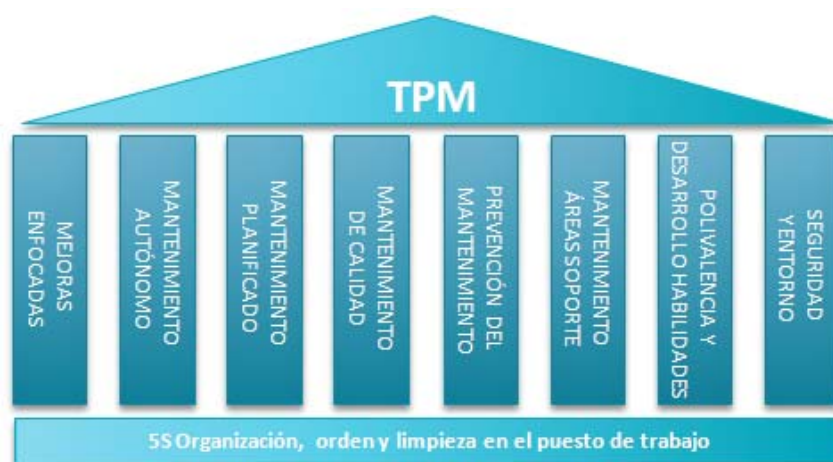 TPM
MEJORAS
ENFOCADAS
MANTENIMIENTO
AUTÓNOMO
MANTENIMIENTO
PLANIFICADO
MANTENIMIENTO
DE CALIDAD
PREVENCIÓN DEL
MANTENIMIENTO
MANTENIMIENTO
ÁREAS SOPORTE
POLIVALENCIA Y
DESARROLLO HABILIDADES
SEGURIDAD
Y ENTORNO
5S Organización, orden y limpieza en el puesto de trabajo